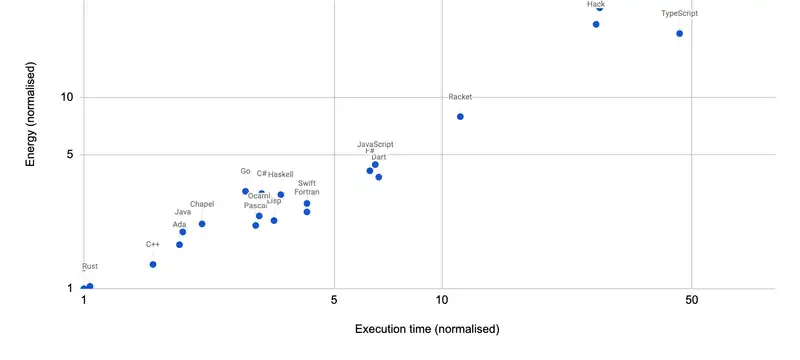 Hack
TypeScript
10
Racket
JavaScript
F#
Dart
5
Go
C#
Haskell
Swift
Ocaml
Lisp
Fortran
Pascal
Chapel
Java
Ada
C++
Rust
1
1
5
10
50
Energy (normalised)
Execution time (normalised)